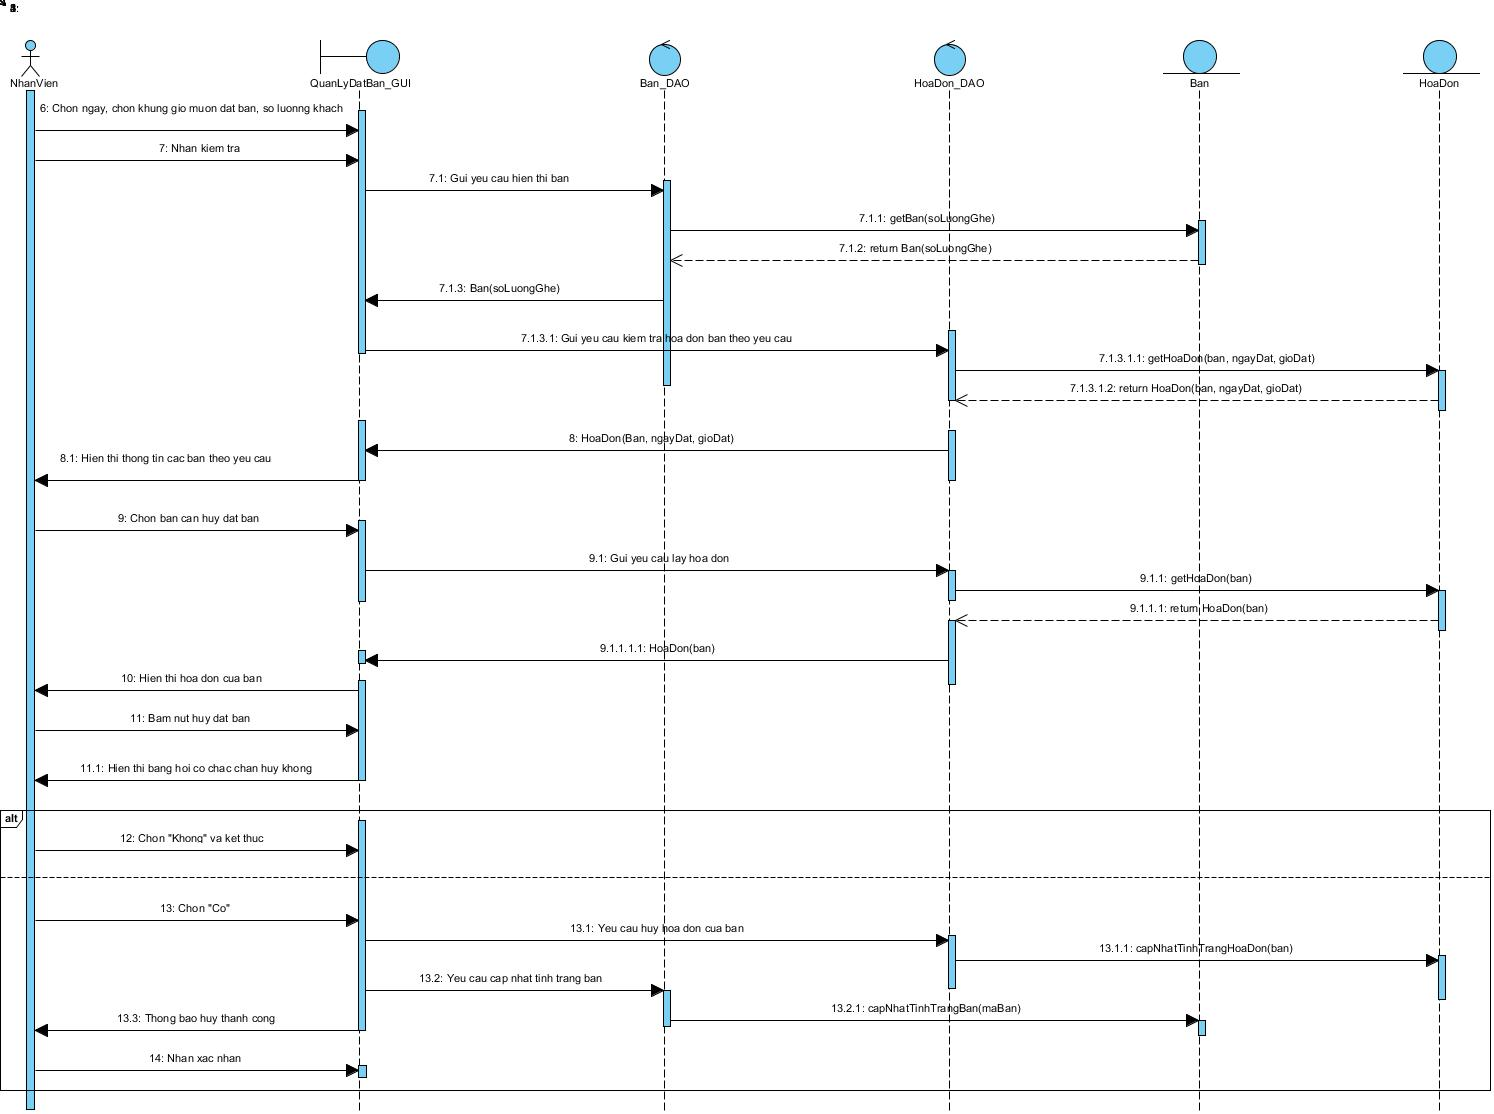 NhanVien
QuanLyDatBan_GUI
Ban_DAO
HoaDon_DAO
Ban
HoaDon
6: Chon ngay, chon khung gio muon dat ban, so luonng khach
7: Nhan kiem tra
7.1: Gui yeu cau hien thi ban
7.1.1: getBan(soLuongGhe)
7.1.2: return Ban(soLuongGhe)
7.1.3: Ban(soLuongGhe)
7.1.3.1: Gui yeu cau kiem tra hoa don ban theo yeu cau
7.1.3.1.1: getHoaDon(ban, ngayDat, gioDat)
7.1.3.1.2: return HoaDon(ban, ngayDat, gioDat)
8: HoaDon(Ban, ngayDat, gioDat)
8.1: Hien thi thong tin cac ban theo yeu cau
9: Chon ban can huy dat ban
9.1: Gui yeu cau lay hoa don
9.1.1: getHoaDon(ban)
9.1.1.1: return HoaDon(ban)
9.1.1.1.1: HoaDon(ban)
10: Hien thi hoa don cua ban
11: Bam nut huy dat ban
11.1: Hien thi bang hoi co chac chan huy khong
alt
12: Chon "Khong" va ket thuc
13: Chon "Co"
13.1: Yeu cau huy hoa don cua ban
13.1.1: capNhatTinhTrangHoaDon(ban)
13.2: Yeu cau cap nhat tinh trang ban
13.2.1: capNhatTinhTrangBan(maBan)
13.3: Thong bao huy thanh cong
14: Nhan xac nhan